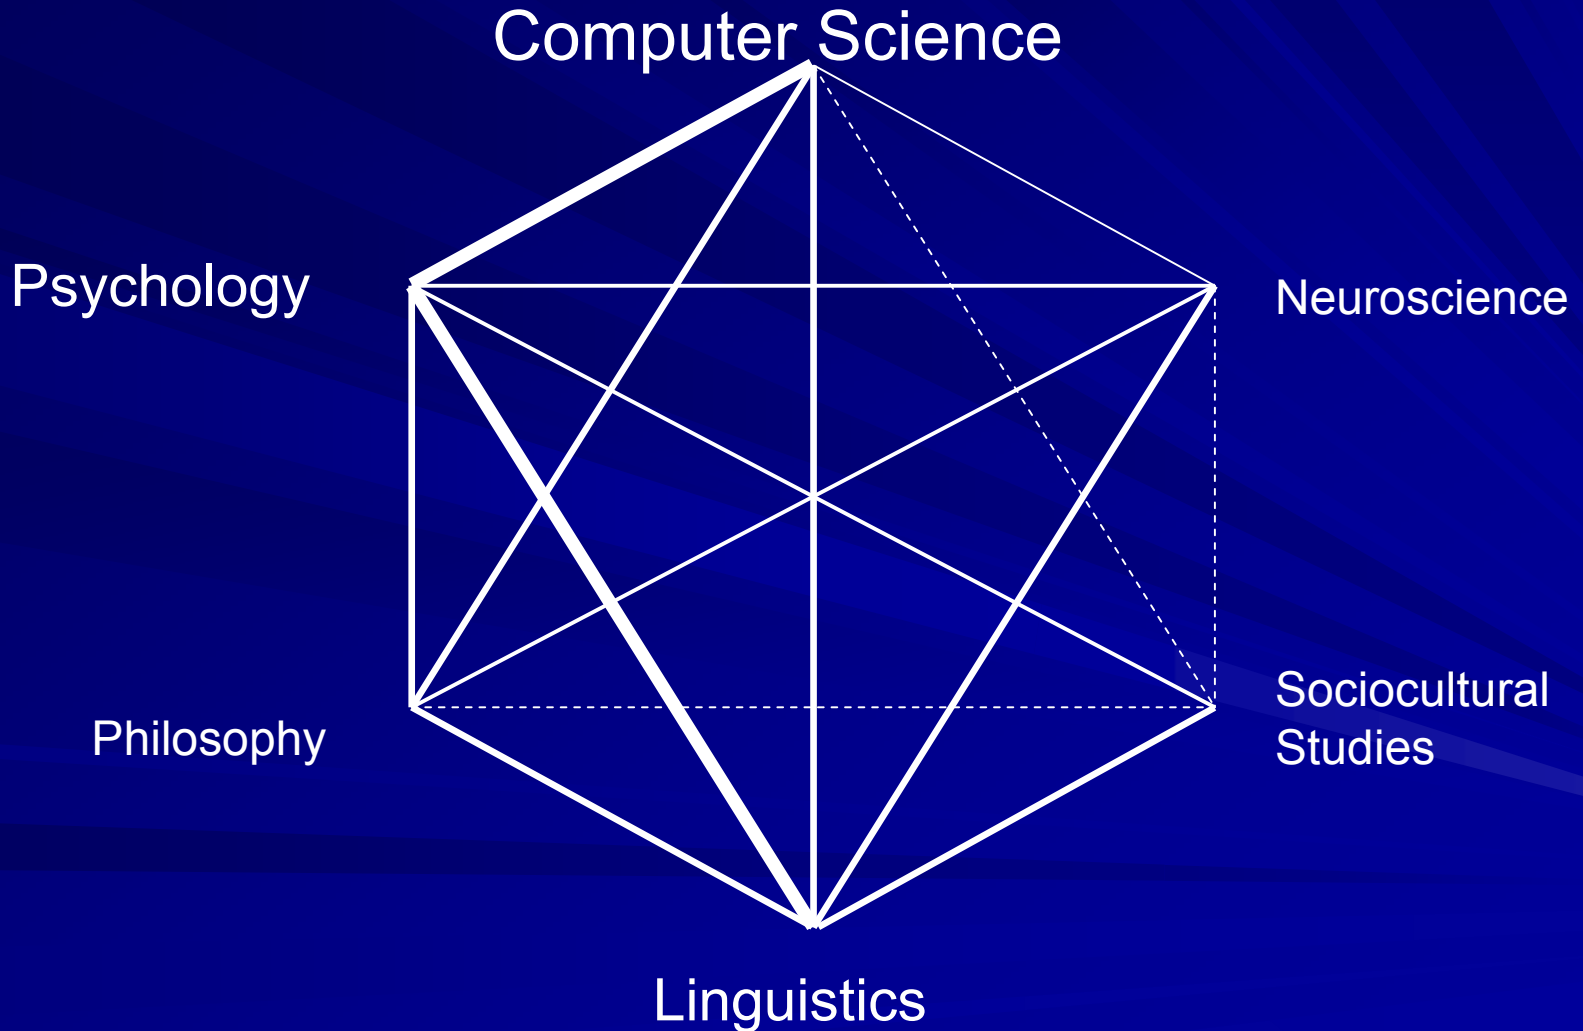 Computer Science
Psychology
Neuroscience
Sociocultural
Studies
Philosophy
Linguistics